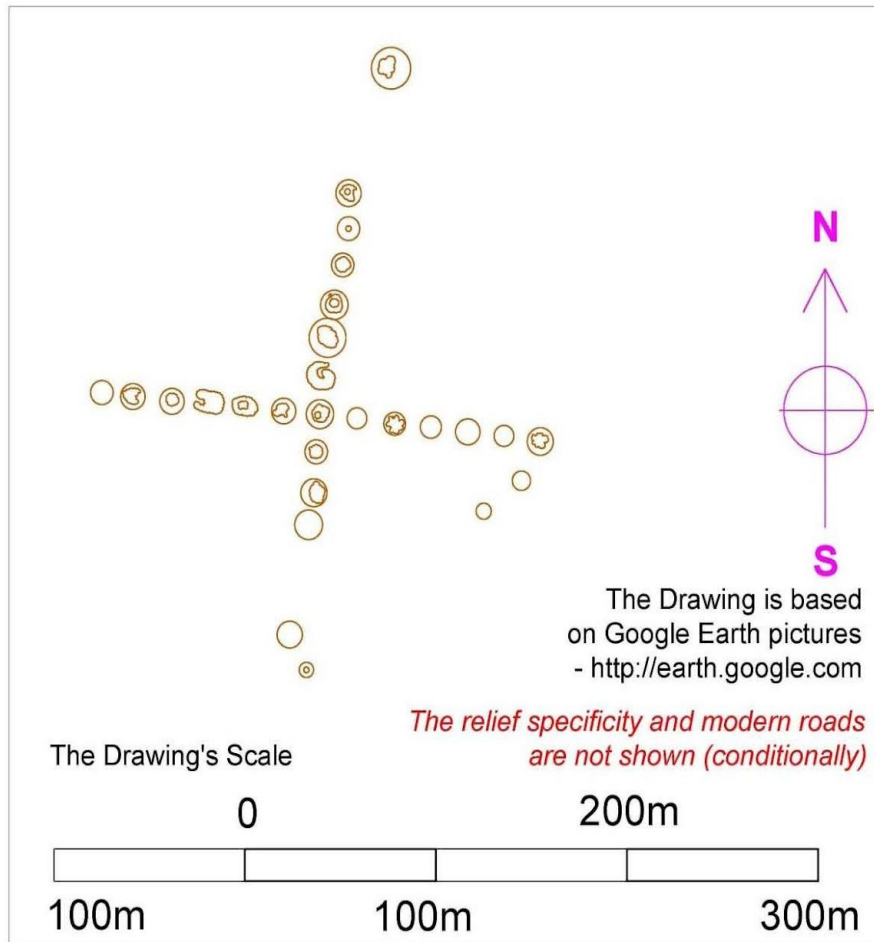 N
S
The Drawing is based
on Google Earth pictures
- http://earth.google.com
The relief specificity and modern roads
are not shown (conditionally)
The Drawing's Scale
0
200m
100m
100m
300m